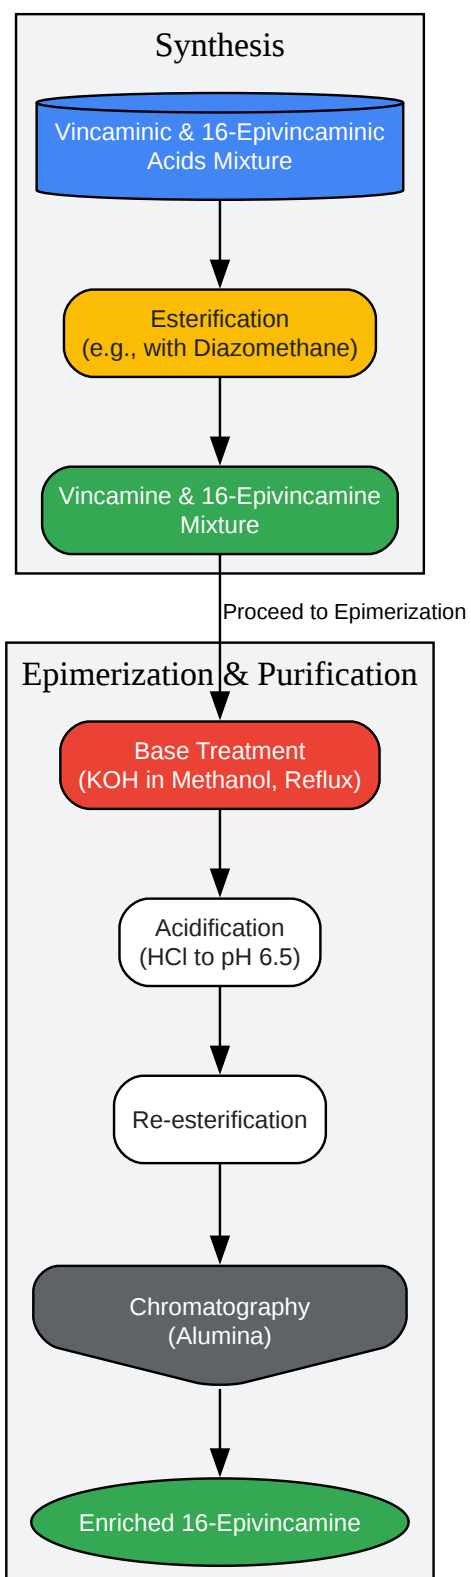 Synthesis
Vincaminic & 16-Epivincaminic
Acids Mixture
Esterification
(e.g., with Diazomethane)
Vincamine & 16-Epivincamine
Mixture
Proceed to Epimerization
Epimerization & Purification
Base Treatment
(KOH in Methanol, Reflux)
Acidification
(HCl to pH 6.5)
Re-esterification
Chromatography
(Alumina)
Enriched 16-Epivincamine